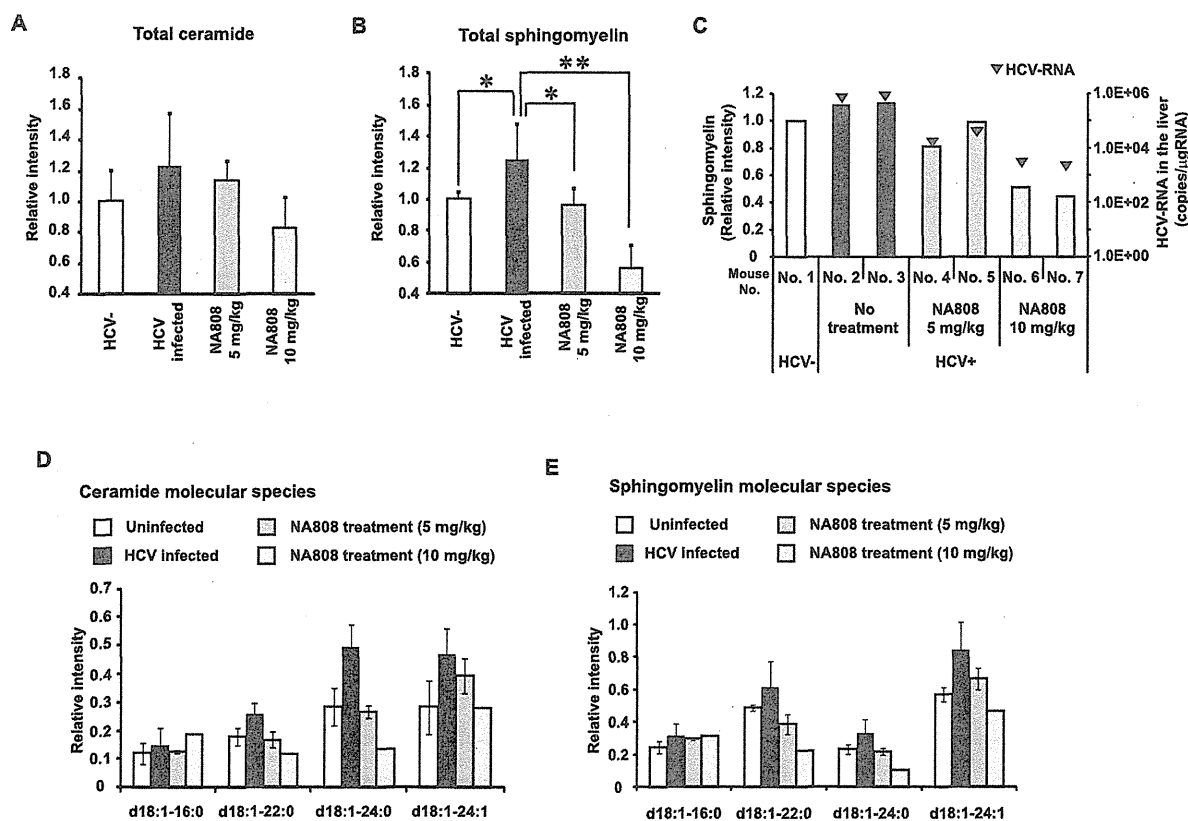 A
Total ceramide
Relative intensity
1.8
1.6
1.4
1.2
1.0
0.8
0.6
0.4
HCV-
HCV infected
NA808 5 mg/kg
NA808 10 mg/kg
B
Total sphingomyelin
Relative intensity
1.8
1.6
1.4
1.2
1.0
0.8
0.6
0.4
*
*
**
HCV-
HCV infected
NA808 5 mg/kg
NA808 10 mg/kg
C
HCV-RNA
Sphingomyelin
(Relative intensity)
1.2
1
0.8
0.6
0.4
0.2
0
1.0E+06
1.0E+04
1.0E+02
1.0E+00
HCV-RNA in the liver
(copies/µgRNA)
Mouse No.
No. 1 No. 2 No. 3 No. 4 No. 5 No. 6 No. 7
No treatment
NA808 5 mg/kg
NA808 10 mg/kg
HCV-
HCV+
D
Ceramide molecular species
Uninfected
NA808 treatment (5 mg/kg)
HCV infected
NA808 treatment (10 mg/kg)
Relative intensity
0.7
0.6
0.5
0.4
0.3
0.2
0.1
0
d18:1-16:0 d18:1-22:0 d18:1-24:0 d18:1-24:1
E
Sphingomyelin molecular species
Uninfected
NA808 treatment (5 mg/kg)
HCV infected
NA808 treatment (10 mg/kg)
Relative intensity
1.2
1.0
0.8
0.6
0.4
0.2
0
d18:1-16:0 d18:1-22:0 d18:1-24:0 d18:1-24:1